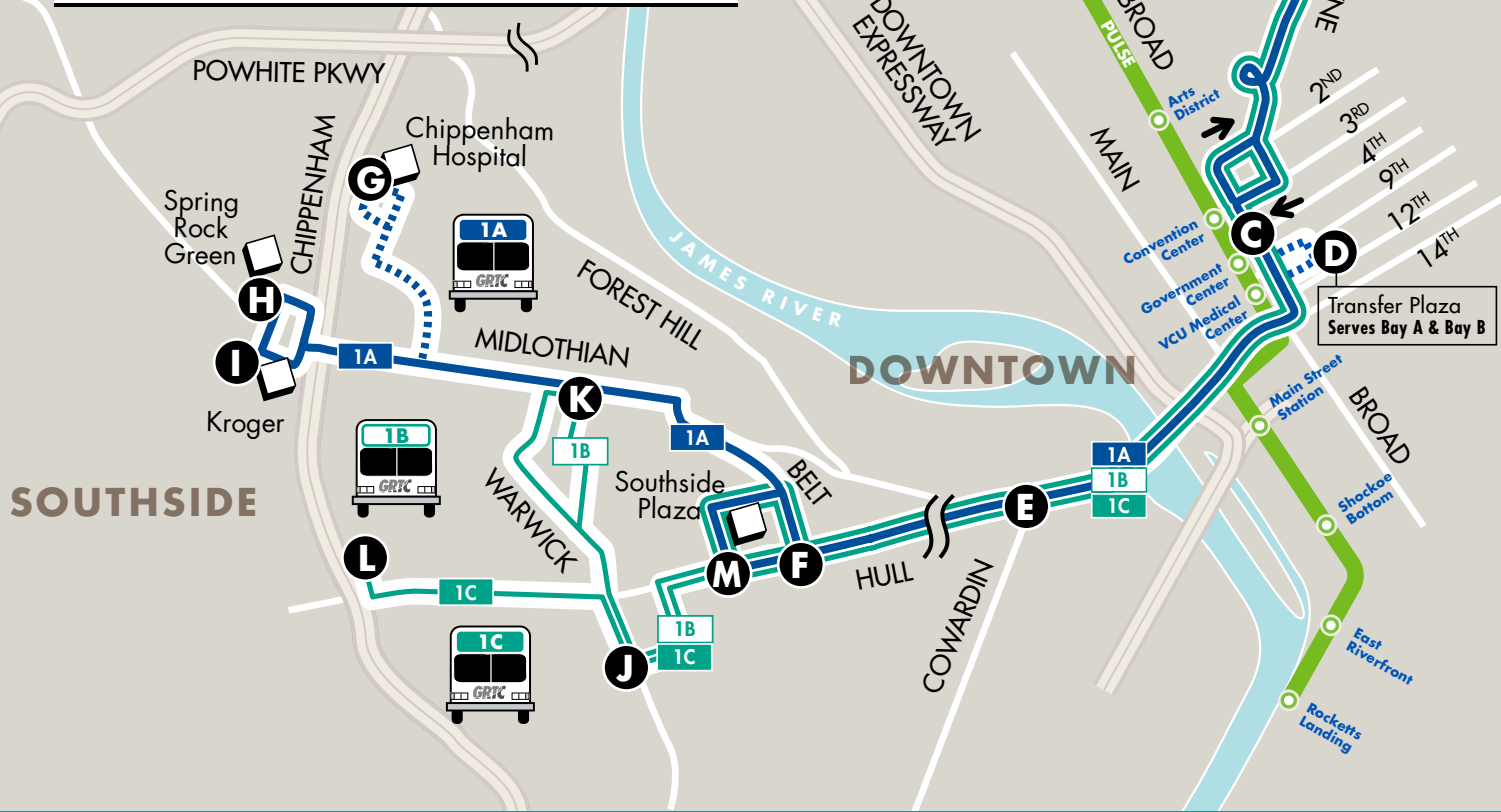 POWHITE PKWY
CHIPPENHAM
Chippenham
Hospital
G
Spring
Rock
Green
H
I
Kroger
1A
GRTC
1A
MIDLOTHIAN
FOREST HILL
JAMES RIVER
DOWNTOWN
EXPRESSWAY
MAIN
BROAD
PULSE
NE
Arts
District
2ND
3RD
4TH
9TH
12TH
14TH
Convention
Center
C
D
Government
Center
VCU Medical
Center
Transfer Plaza
Serves Bay A & Bay B
DOWNTOWN
Main Street
Station
BROAD
Shockoe
Bottom
East
Riverfront
Rocketts
Landing
K
1B
1A
1B
GRTC
SOUTHSIDE
WARWICK
Southside
Plaza
BELT
M
F
HULL
E
COWARDIN
1A
1B
1C
L
1C
1B
1C
J
1C
GRTC